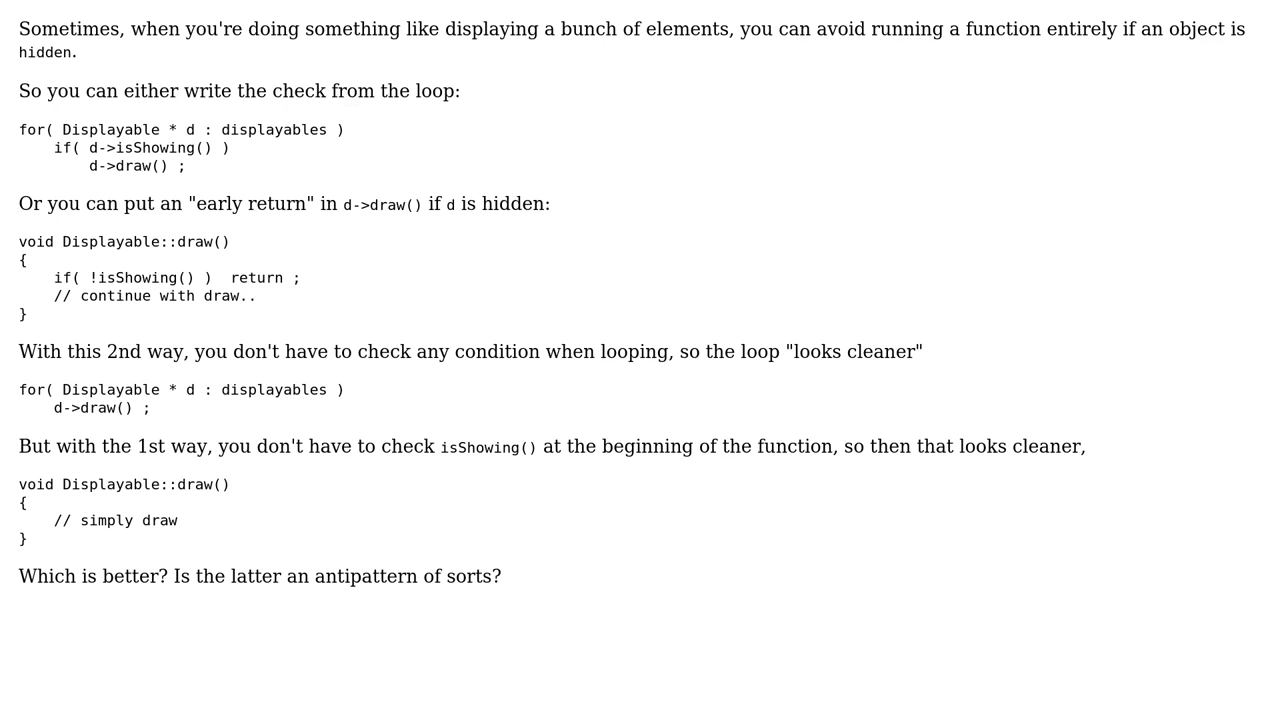 Sometimes, when you're doing something like displaying a bunch of elements, you can avoid running a function entirely if an object is
hidden.
So you can either write the check from the loop:
for( Displayable * d : displayables )
    if( d->isShowing() )
        d->draw() ;
Or you can put an "early return" in d->draw() if d is hidden:
void Displayable::draw()
{
    if( !isShowing() )  return ;
    // continue with draw..
}
With this 2nd way, you don't have to check any condition when looping, so the loop "looks cleaner"
for( Displayable * d : displayables )
    d->draw() ;
But with the 1st way, you don't have to check isShowing() at the beginning of the function, so then that looks cleaner,
void Displayable::draw()
{
    // simply draw
}
Which is better? Is the latter an antipattern of sorts?